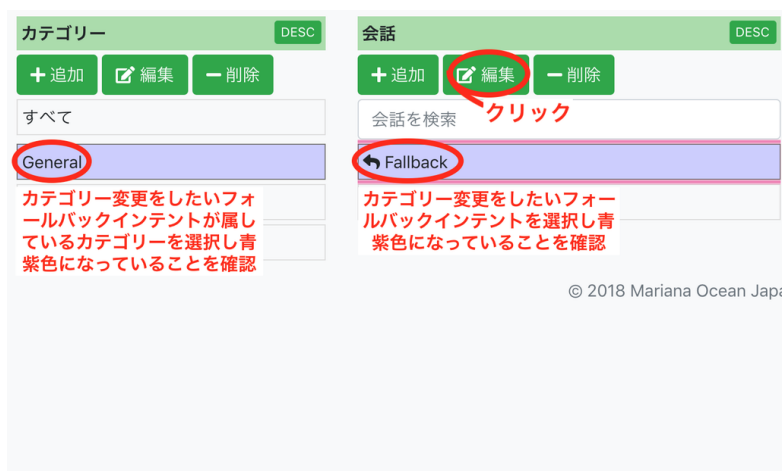 カテゴリー
DESC
追加
編集
削除
すべて
General
カテゴリー変更をしたいフォ
ールバックインテントが属し
ているカテゴリーを選択し青
紫色になっていることを確認
会話
DESC
追加
編集
削除
クリック
会話を検索
Fallback
カテゴリー変更をしたいフォー
ルバックインテントを選択し青
紫色になっていることを確認
© 2018 Mariana Ocean Japa